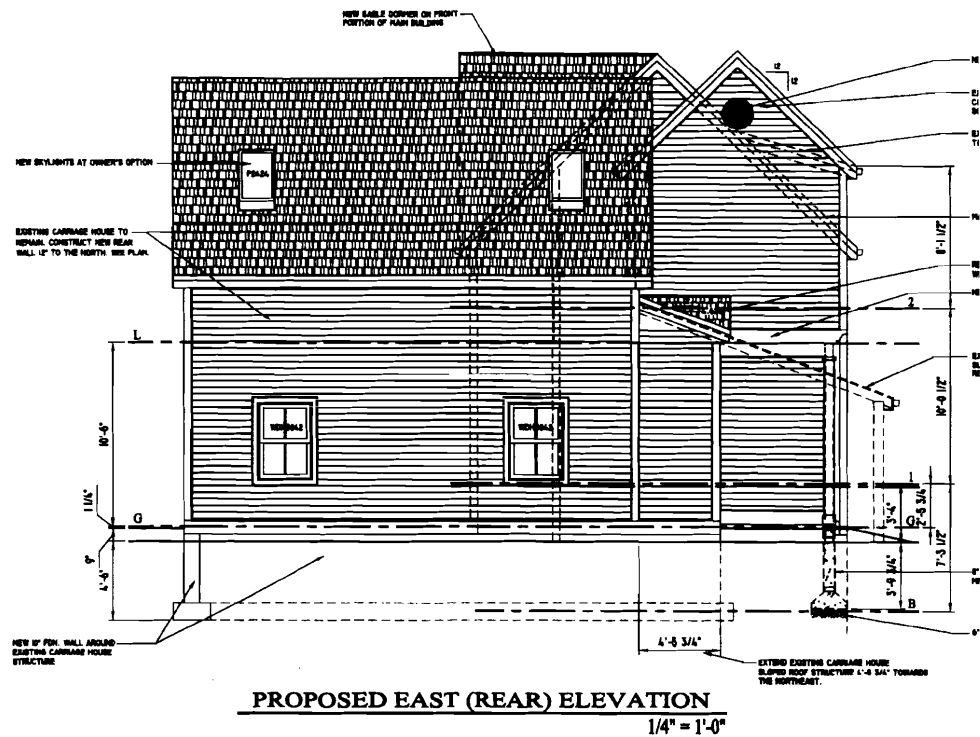 NEW GABLE DORMER ON FRONT
PORTION OF MAIN BUILDING
12
12
NEW SKYLIGHTS AT OWNER'S OPTION
EXISTING CARRIAGE HOUSE TO
REMAIN. CONSTRUCT NEW REAR
WALL 12" TO THE NORTH. SEE PLAN.
8'-1 1/2"
2
L
10'-0 1/2"
10'-6"
1 1/4"
G
1
3'-4"
2'-5 3/4"
G
9"
4'-6"
3'-9 3/4"
7'-3 1/2"
B
NEW 10" FDN. WALL AROUND
EXISTING CARRIAGE HOUSE
STRUCTURE
4'-6 3/4"
EXTEND EXISTING CARRIAGE HOUSE
SLOPED ROOF STRUCTURE 4'-6 3/4" TOWARDS
THE NORTHEAST.
PROPOSED EAST (REAR) ELEVATION
1/4" = 1'-0"